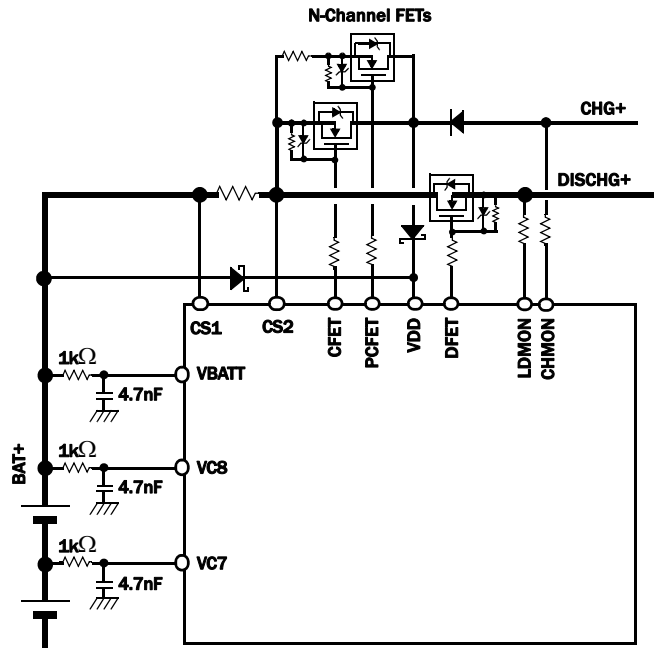 N-Channel FETs
CHG+
DISCHG+
CS1
CS2
CFET
PCFET
VDD
DFET
LDMON
CHMON
1kΩ
VBATT
4.7nF
BAT+
1kΩ
VC8
4.7nF
1kΩ
VC7
4.7nF